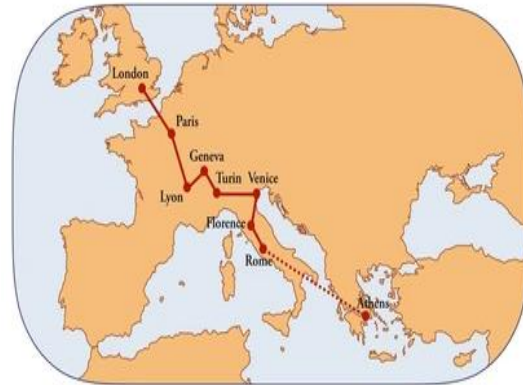 London
Paris
Geneva
Lyon
Turin
Venice
Florence
Rome
Athens